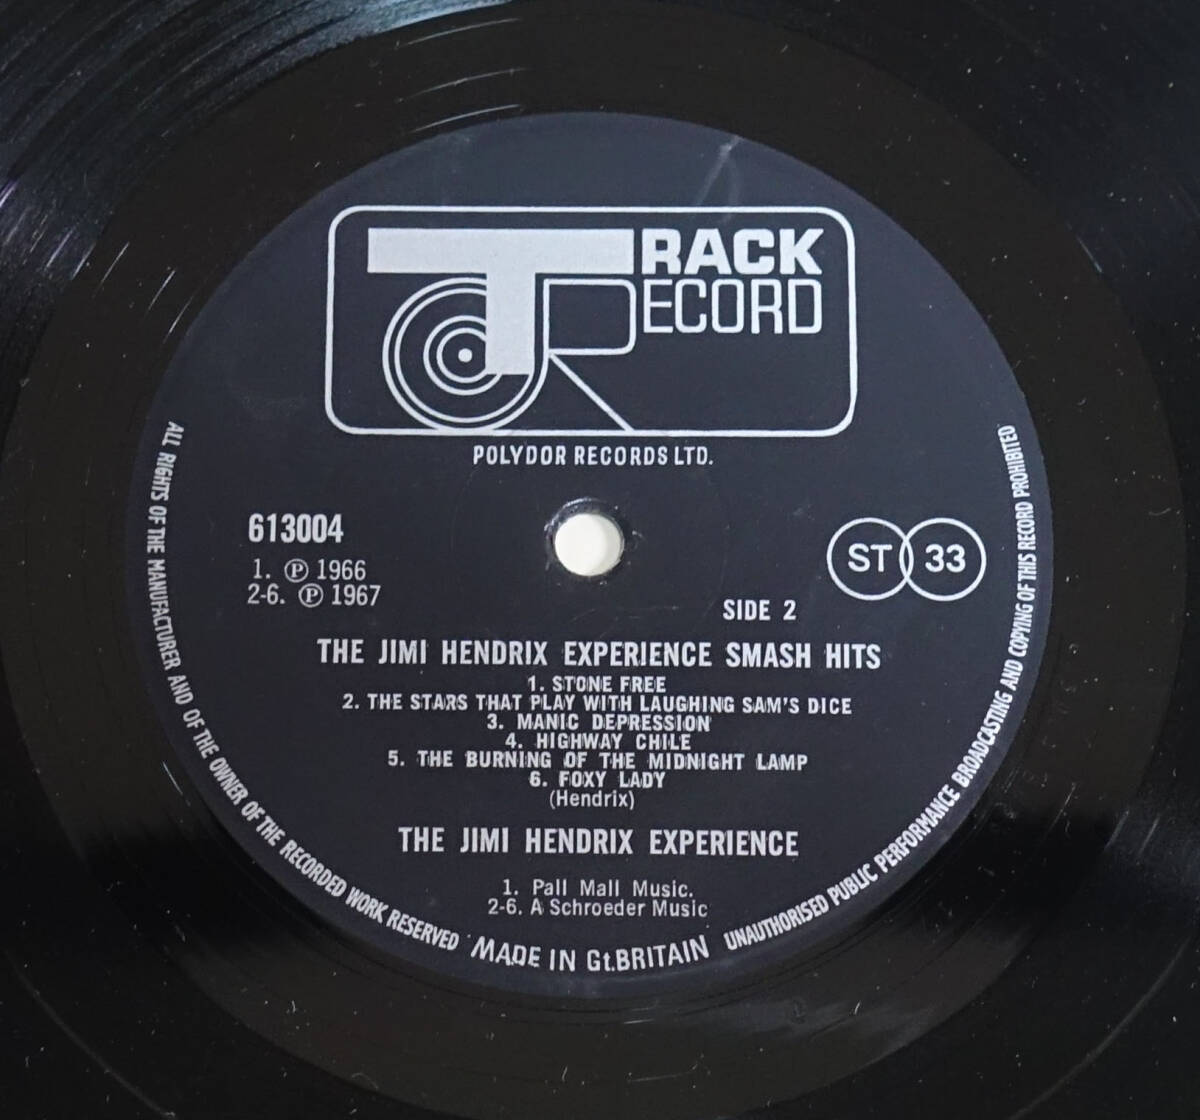 TRACK
RECORD
POLYDOR RECORDS LTD.
613004
1. ℗ 1966
2-6. ℗ 1967
ST 33
SIDE 2
THE JIMI HENDRIX EXPERIENCE SMASH HITS
1. STONE FREE
2. THE STARS THAT PLAY WITH LAUGHING SAM'S DICE
3. MANIC DEPRESSION
4. HIGHWAY CHILE
5. THE BURNING OF THE MIDNIGHT LAMP
6. FOXY LADY
(Hendrix)
THE JIMI HENDRIX EXPERIENCE
1. Pall Mall Music.
2-6. A Schroeder Music
ALL RIGHTS OF THE MANUFACTURER AND OF THE OWNER OF THE RECORDED WORK RESERVED MADE IN Gt.BRITAIN UNAUTHORISED PUBLIC PERFORMANCE BROADCASTING AND COPYING OF THIS RECORD PROHIBITED